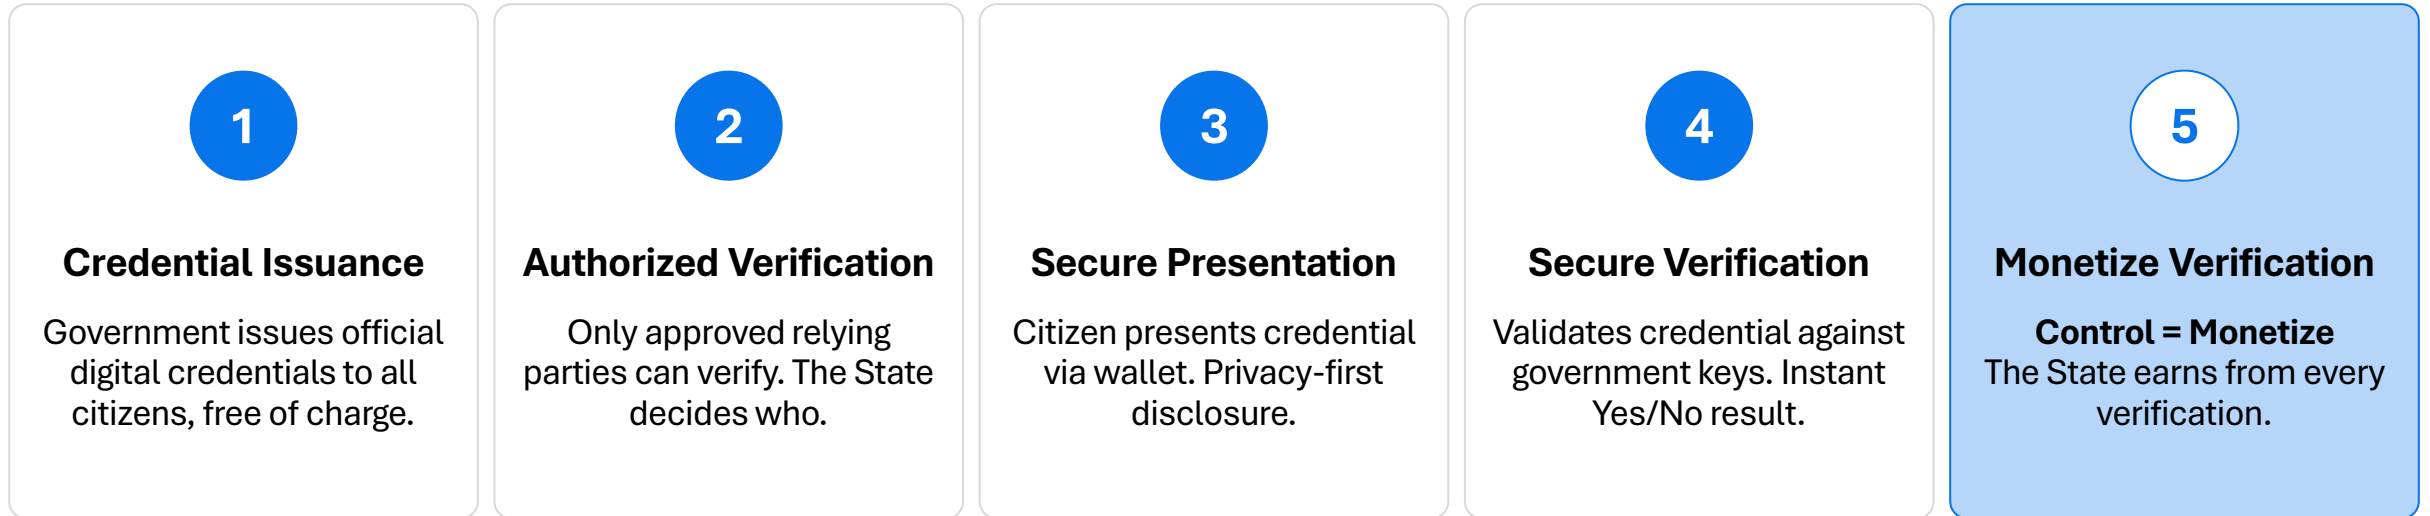 1
Credential Issuance
Government issues official
digital credentials to all
citizens, free of charge.
2
Authorized Verification
Only approved relying
parties can verify. The State
decides who.
3
Secure Presentation
Citizen presents credential
via wallet. Privacy-first
disclosure.
4
Secure Verification
Validates credential against
government keys. Instant
Yes/No result.
5
Monetize Verification
Control = Monetize
The State earns from every
verification.